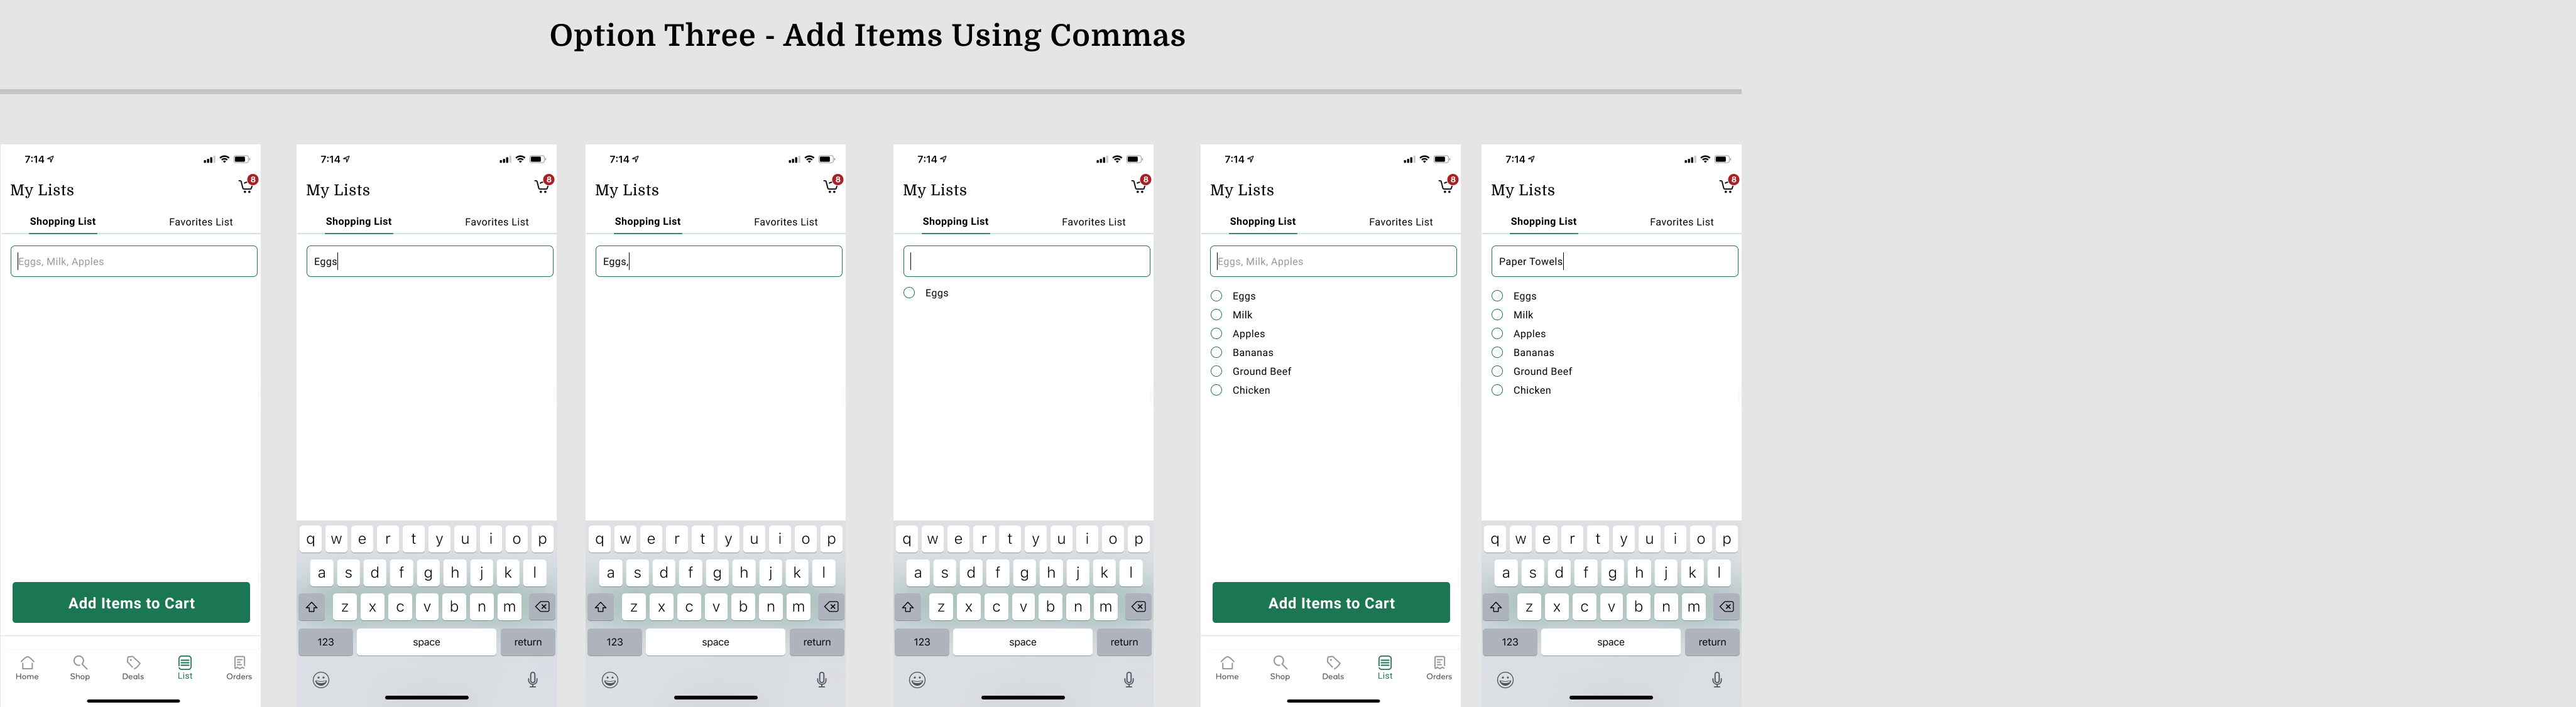 Option Three - Add Items Using Commas
7:14
My Lists
8
Shopping List
Favorites List
Eggs, Milk, Apples
Add Items to Cart
Home
Shop
Deals
List
Orders
7:14
My Lists
8
Shopping List
Favorites List
Eggs
q w e r t y u i o p
a s d f g h j k l
z x c v b n m
123
space
return
7:14
My Lists
8
Shopping List
Favorites List
Eggs,
q w e r t y u i o p
a s d f g h j k l
z x c v b n m
123
space
return
7:14
My Lists
8
Shopping List
Favorites List
Eggs
q w e r t y u i o p
a s d f g h j k l
z x c v b n m
123
space
return
7:14
My Lists
8
Shopping List
Favorites List
Eggs, Milk, Apples
Eggs
Milk
Apples
Bananas
Ground Beef
Chicken
Add Items to Cart
Home
Shop
Deals
List
Orders
7:14
My Lists
8
Shopping List
Favorites List
Paper Towels
Eggs
Milk
Apples
Bananas
Ground Beef
Chicken
q w e r t y u i o p
a s d f g h j k l
z x c v b n m
123
space
return